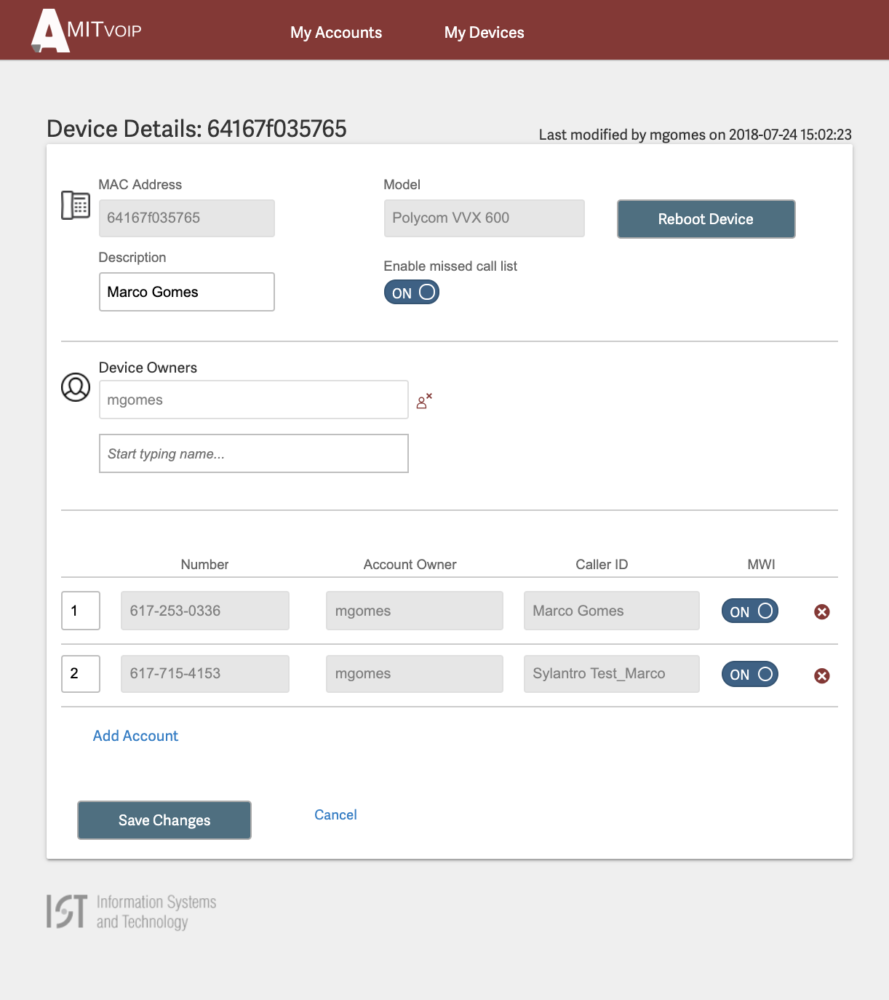 AMITVOIP
My Accounts
My Devices
Device Details: 64167f035765
Last modified by mgomes on 2018-07-24 15:02:23
MAC Address
Model
64167f035765
Polycom VVX 600
Reboot Device
Description
Enable missed call list
Marco Gomes
ON
Device Owners
mgomes
Start typing name...
Number Account Owner Caller ID MWI
1 617-253-0336 mgomes Marco Gomes ON
2 617-715-4153 mgomes Sylantro Test_Marco ON
Add Account
Save Changes
Cancel
IST Information Systems
and Technology